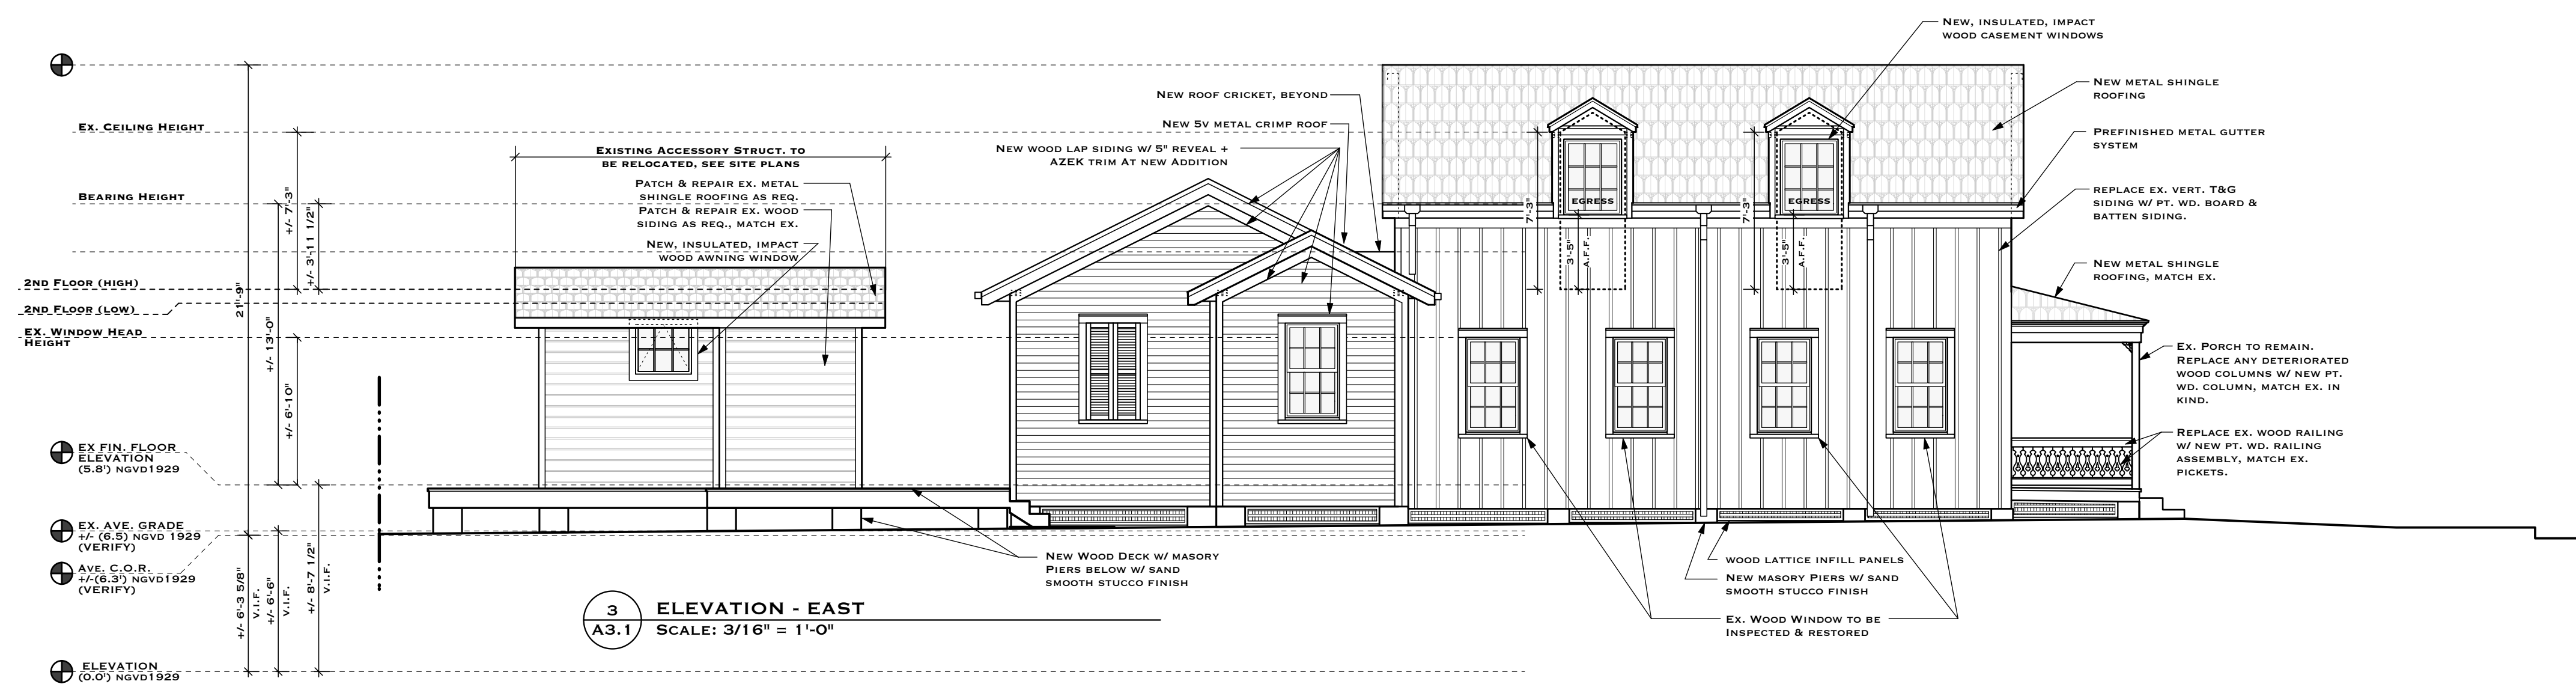 New, insulated, impact
wood casement windows
New metal shingle
roofing
New roof cricket, beyond
Ex. Ceiling Height
New 5v metal crimp roof
Prefinished metal gutter
system
Existing Accessory Struct. to
be relocated, see site plans
New wood lap siding w/ 5" reveal +
AZEK trim At new Addition
Patch & repair ex. metal
shingle roofing as req.
Patch & repair ex. wood
siding as req., match ex.
Bearing Height
replace ex. vert. T&G
siding w/ pt. wd. board &
batten siding.
EGRESS
EGRESS
7'-3"
7'-3"
3'-5"
A.F.F.
3'-5"
A.F.F.
+/- 7'-3"
+/- 3'-11 1/2"
New, insulated, impact
wood awning window
New metal shingle
roofing, match ex.
2nd Floor (high)
2nd Floor (low)
EX. Window Head
Height
21'-9"
+/- 13'-0"
+/- 6'-10"
Ex. Porch to remain.
Replace any deteriorated
wood columns w/ new pt.
wd. column, match ex. in
kind.
Replace ex. wood railing
w/ new pt. wd. railing
assembly, match ex.
pickets.
EX FIN. FLOOR
ELEVATION
(5.8') NGVD1929
EX. AVE. GRADE
+/- (6.5) NGVD 1929
(VERIFY)
Ave. C.O.R.
+/-(6.3') NGVD1929
(VERIFY)
+/- 6'-3 5/8"
V.I.F.
+/- 6'-6"
V.I.F.
+/- 8'-7 1/2"
V.I.F.
New Wood Deck w/ masory
Piers below w/ sand
smooth stucco finish
wood lattice infill panels
New masory Piers w/ sand
smooth stucco finish
Ex. Wood Window to be
Inspected & restored
3
A3.1
ELEVATION - EAST
Scale: 3/16" = 1'-0"
ELEVATION
(0.0') NGVD1929